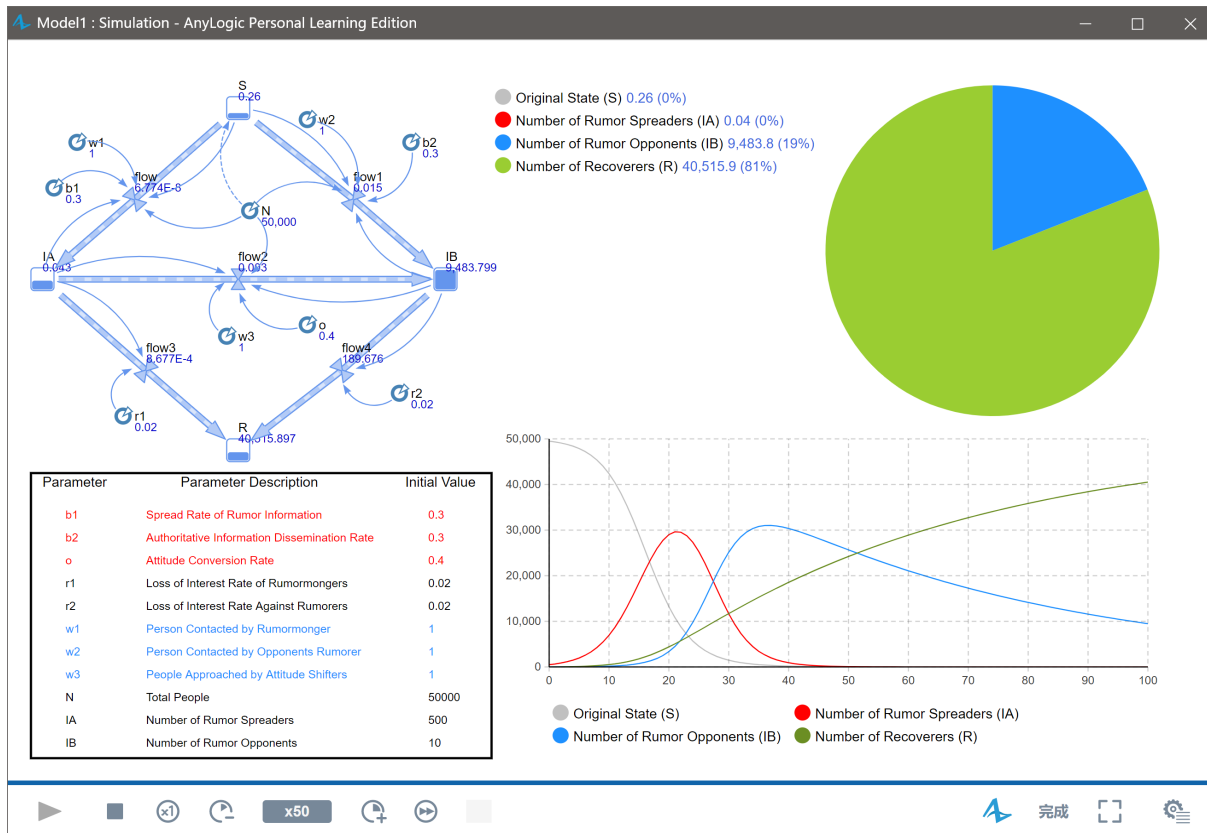 Model1 : Simulation - AnyLogic Personal Learning Edition
S
0.26
w1
1
w2
1
b2
0.3
b1
0.3
flow
6.774E-6
flow1
0.015
N
50,000
IA
0.043
flow2
0.093
IB
9,483.799
w3
1
o
0.4
flow3
8.677E-4
flow4
189.676
r1
0.02
r2
0.02
R
40,515.897
Original State (S) 0.26 (0%)
Number of Rumor Spreaders (IA) 0.04 (0%)
Number of Rumor Opponents (IB) 9,483.8 (19%)
Number of Recoverers (R) 40,515.9 (81%)
Parameter Parameter Description Initial Value
b1 Spread Rate of Rumor Information 0.3
b2 Authoritative Information Dissemination Rate 0.3
o Attitude Conversion Rate 0.4
r1 Loss of Interest Rate of Rumormongers 0.02
r2 Loss of Interest Rate Against Rumorers 0.02
w1 Person Contacted by Rumormonger 1
w2 Person Contacted by Opponents Rumorer 1
w3 People Approached by Attitude Shifters 1
N Total People 50000
IA Number of Rumor Spreaders 500
IB Number of Rumor Opponents 10
50,000
40,000
30,000
20,000
10,000
0
0 10 20 30 40 50 60 70 80 90 100
Original State (S) Number of Rumor Spreaders (IA)
Number of Rumor Opponents (IB) Number of Recoverers (R)
x1 x50 完成